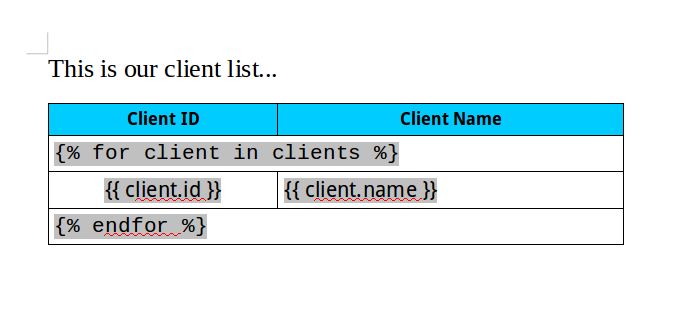 This is our client list...
Client ID Client Name
{% for client in clients %}
{{ client.id }} {{ client.name }}
{% endfor %}